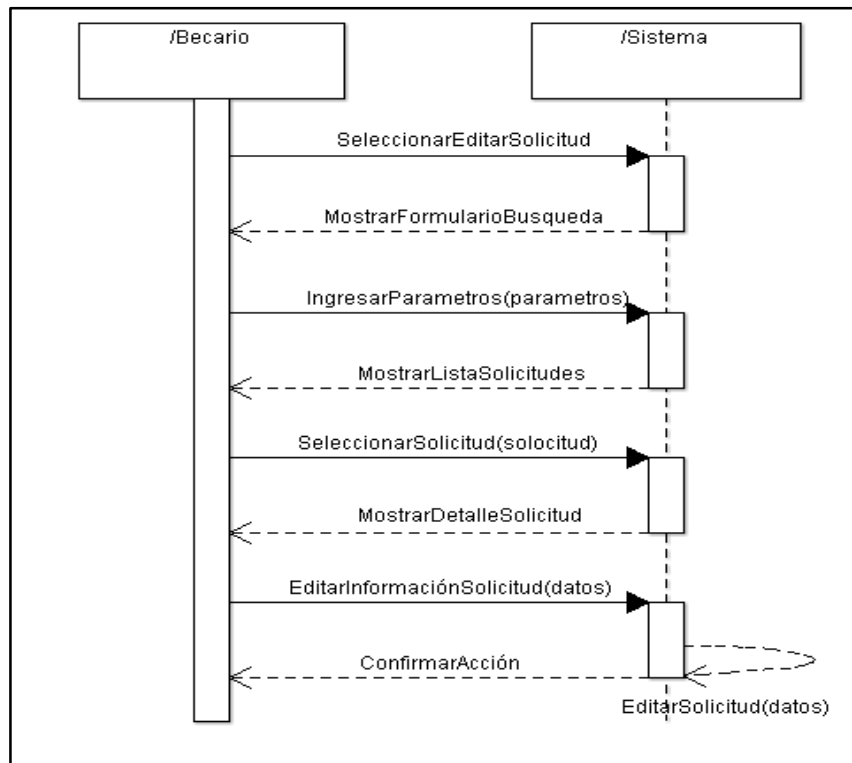 /Becario
/Sistema
SeleccionarEditarSolicitud
MostrarFormularioBusqueda
IngresarParametros(parametros)
MostrarListaSolicitudes
SeleccionarSolicitud(solocitud)
MostrarDetalleSolicitud
EditarInformaciónSolicitud(datos)
ConfirmarAcción
EditarSolicitud(datos)